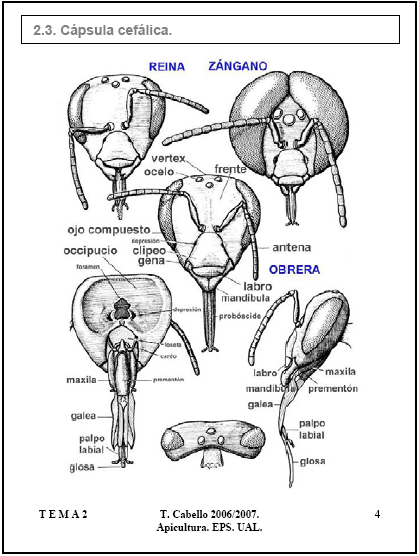 2.3. Cápsula cefálica.
REINA ZÁNGANO
vertex
ocelo
frente
ojo compuesto
depresión
occipucio
clípeo
gena
antena
foramen
OBRERA
labro
mandíbula
depresión
probóscide
cardo
labro
maxila
maxila
prementón
mandíbula
prementón
galea
galea
palpo
labial
palpo
labial
glosa
glosa
T E M A 2
T. Cabello 2006/2007.
4
Apicultura. EPS. UAL.